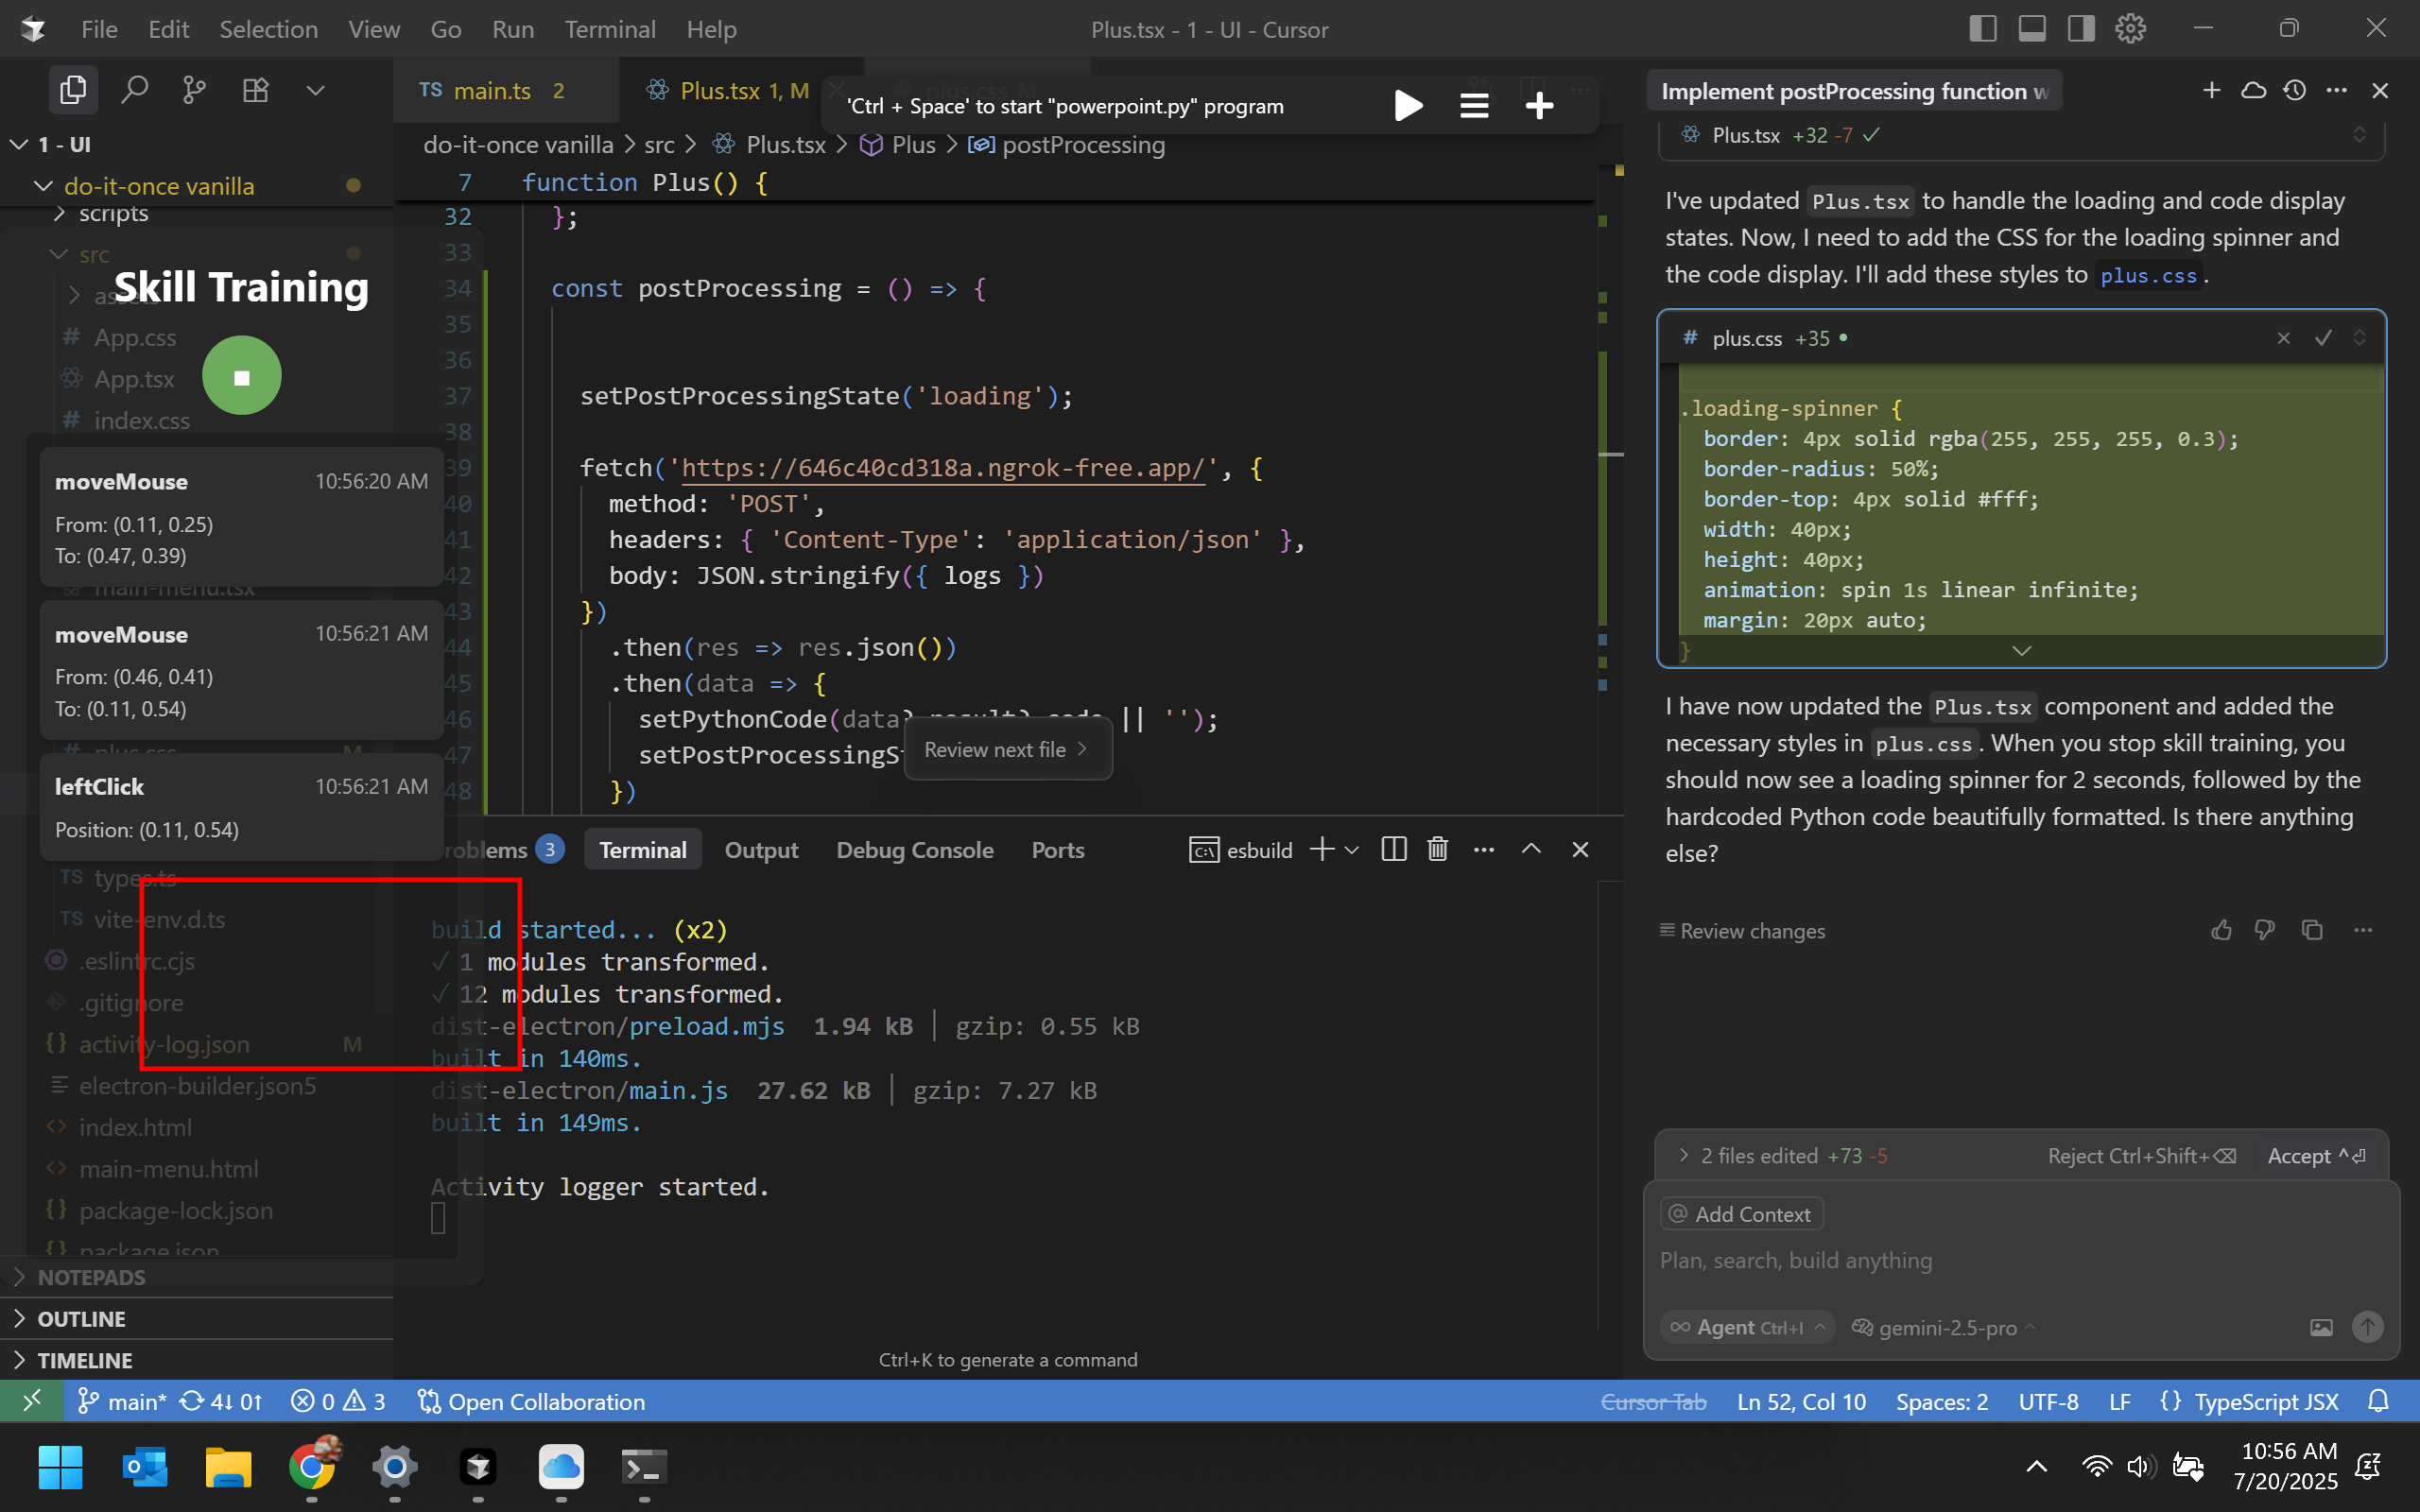 File Edit Selection View Go Run Terminal Help
Plus.tsx - 1 - UI - Cursor
TS main.ts 2
Plus.tsx 1, M
plus.css M
'Ctrl + Space' to start "powerpoint.py" program
1 - UI
do-it-once vanilla
scripts
src
Skill Training
App.css
App.tsx
index.css
moveMouse 10:56:20 AM
From: (0.11, 0.25)
To: (0.47, 0.39)
main-menu.tsx
moveMouse 10:56:21 AM
From: (0.46, 0.41)
To: (0.11, 0.54)
plus.css M
leftClick 10:56:21 AM
Position: (0.11, 0.54)
TS types.ts
TS vite-env.d.ts
.eslintrc.cjs
.gitignore
activity-log.json M
electron-builder.json5
index.html
main-menu.html
package-lock.json
package.json
NOTEPADS
OUTLINE
TIMELINE
do-it-once vanilla > src > Plus.tsx > Plus > postProcessing
7 function Plus() {
32 };
33
34 const postProcessing = () => {
35
36
37 setPostProcessingState('loading');
38
39 fetch('https://646c40cd318a.ngrok-free.app/', {
40 method: 'POST',
41 headers: { 'Content-Type': 'application/json' },
42 body: JSON.stringify({ logs })
43 })
44 .then(res => res.json())
45 .then(data => {
46 setPythonCode(data?.result?.code || '');
47 setPostProcessingS
48 })
Review next file >
Problems 3 Terminal Output Debug Console Ports
esbuild
build started... (x2)
✓ 1 modules transformed.
✓ 12 modules transformed.
dist-electron/preload.mjs 1.94 kB │ gzip: 0.55 kB
built in 140ms.
dist-electron/main.js 27.62 kB │ gzip: 7.27 kB
built in 149ms.
Activity logger started.
Ctrl+K to generate a command
Implement postProcessing function w
Plus.tsx +32 -7
I've updated Plus.tsx to handle the loading and code display
states. Now, I need to add the CSS for the loading spinner and
the code display. I'll add these styles to plus.css.
# plus.css +35
.loading-spinner {
border: 4px solid rgba(255, 255, 255, 0.3);
border-radius: 50%;
border-top: 4px solid #fff;
width: 40px;
height: 40px;
animation: spin 1s linear infinite;
margin: 20px auto;
}
I have now updated the Plus.tsx component and added the
necessary styles in plus.css. When you stop skill training, you
should now see a loading spinner for 2 seconds, followed by the
hardcoded Python code beautifully formatted. Is there anything
else?
Review changes
2 files edited +73 -5 Reject Ctrl+Shift+⌫ Accept ^⏎
@ Add Context
Plan, search, build anything
Agent Ctrl+I gemini-2.5-pro
main* 4↓ 0↑ 0 3 Open Collaboration
Cursor Tab Ln 52, Col 10 Spaces: 2 UTF-8 LF {} TypeScript JSX
10:56 AM
7/20/2025